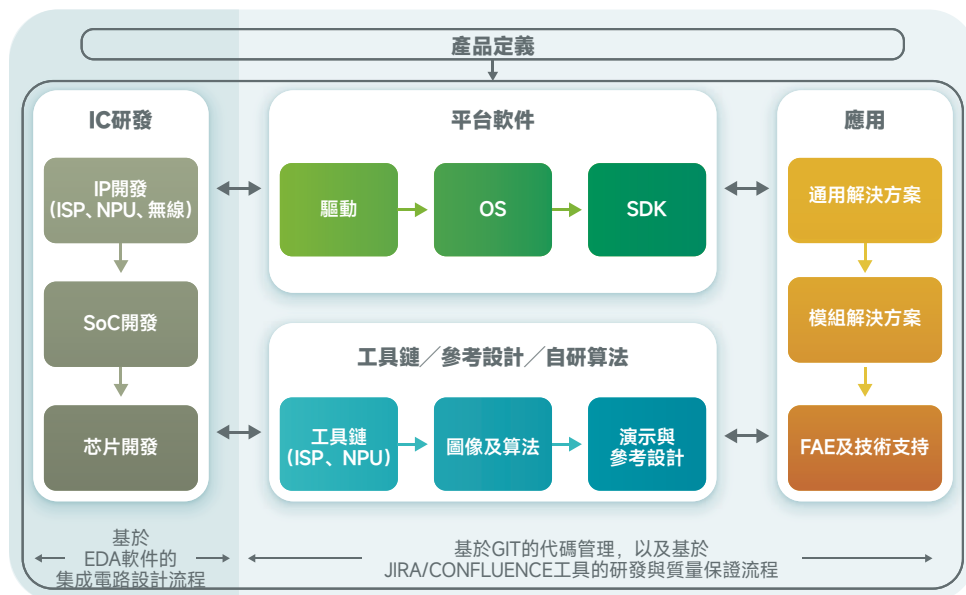 產品定義
IC研發
IP開發
(ISP、NPU、無線)
SoC開發
芯片開發
平台軟件
驅動
OS
SDK
工具鏈／參考設計／自研算法
工具鏈
(ISP、NPU)
圖像及算法
演示與
參考設計
應用
通用解決方案
模組解決方案
FAE及技術支持
基於
EDA軟件的
集成電路設計流程
基於GIT的代碼管理，以及基於
JIRA/CONFLUENCE工具的研發與質量保證流程